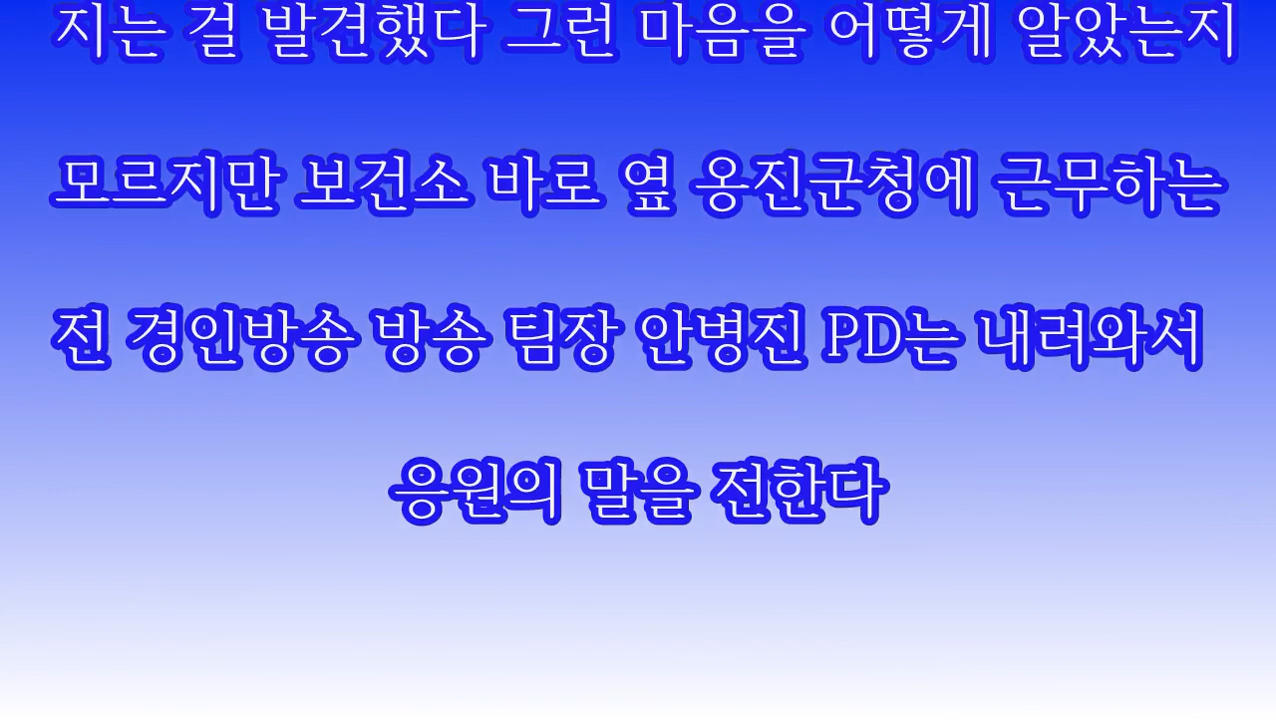 지는 걸 발견했다 그런 마음을 어떻게 알았는지
모르지만 보건소 바로 옆 옹진군청에 근무하는
전 경인방송 방송 팀장 안병진 PD는 내려와서
응원의 말을 전한다